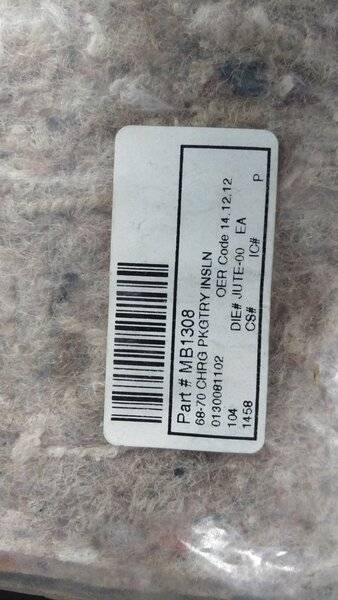 Part # MB1308
68-70 CHRG PKGTRY INSLN
0130081102 OER Code 14.12.12
104 DIE# JUTE-00 EA
1458 CS# IC# P